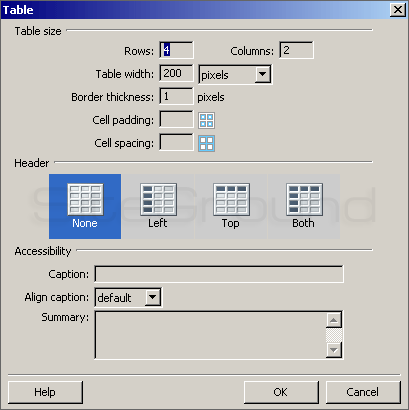 Table
Table size
Rows: 4 Columns: 2
Table width: 200 pixels
Border thickness: 1 pixels
Cell padding:
Cell spacing:
Header
SiteGround
None Left Top Both
Accessibility
Caption:
Align caption: default
Summary:
Help OK Cancel